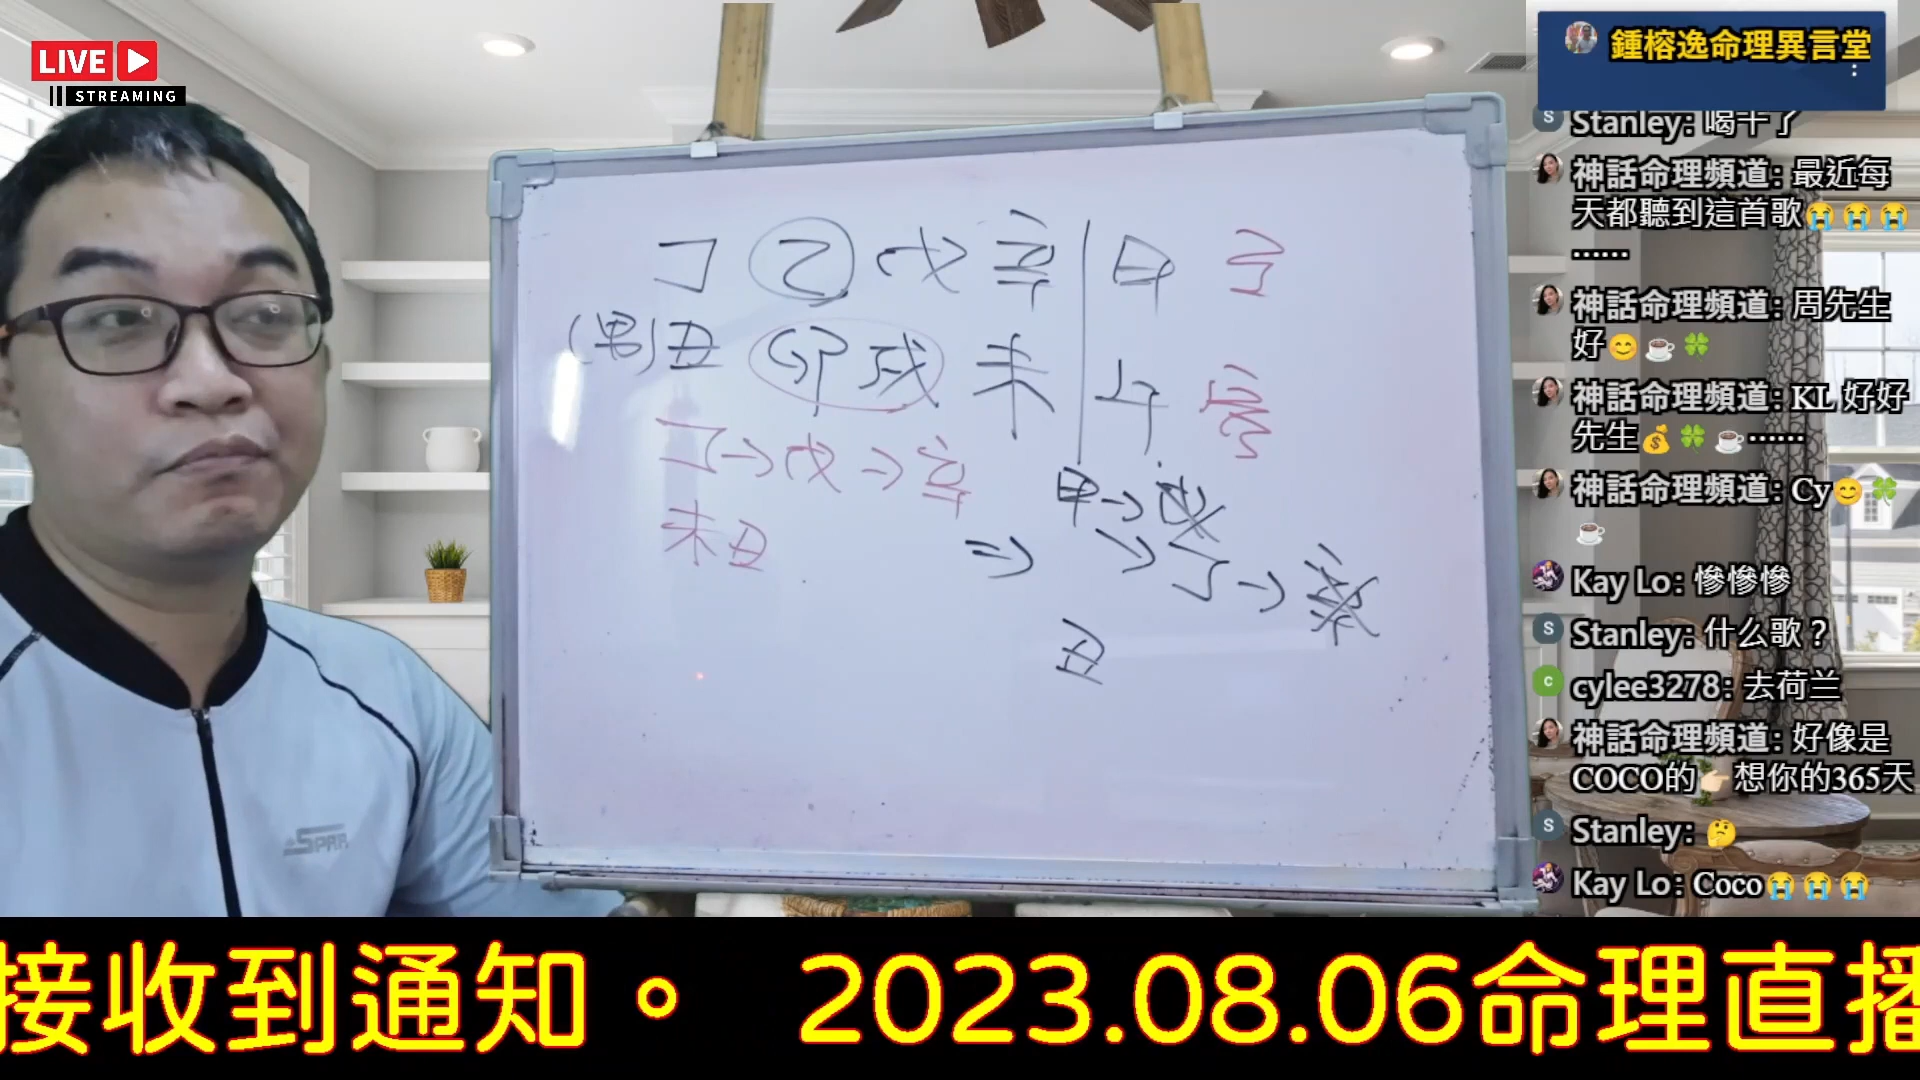 LIVE
STREAMING
鍾榕逸命理異言堂
Stanley: 喝干了
神話命理頻道: 最近每
天都聽到這首歌😭😭😭
⋯⋯
神話命理頻道: 周先生
好😊☕🍀
神話命理頻道: KL 好好
先生💰🍀☕⋯⋯
神話命理頻道: Cy😊🍀
☕
Kay Lo: 慘慘慘
Stanley: 什么歌？
cylee3278: 去荷兰
神話命理頻道: 好像是
COCO的👉🏻想你的365天
Stanley: 🤔
Kay Lo: Coco😭😭😭
丁 乙 戊 辛 甲
(男) 丑 卯 戌 未 午
丁→戊→辛
未丑
甲→戊
⇒ →丁→辛
丑
SPAR
接收到通知。 2023.08.06命理直播